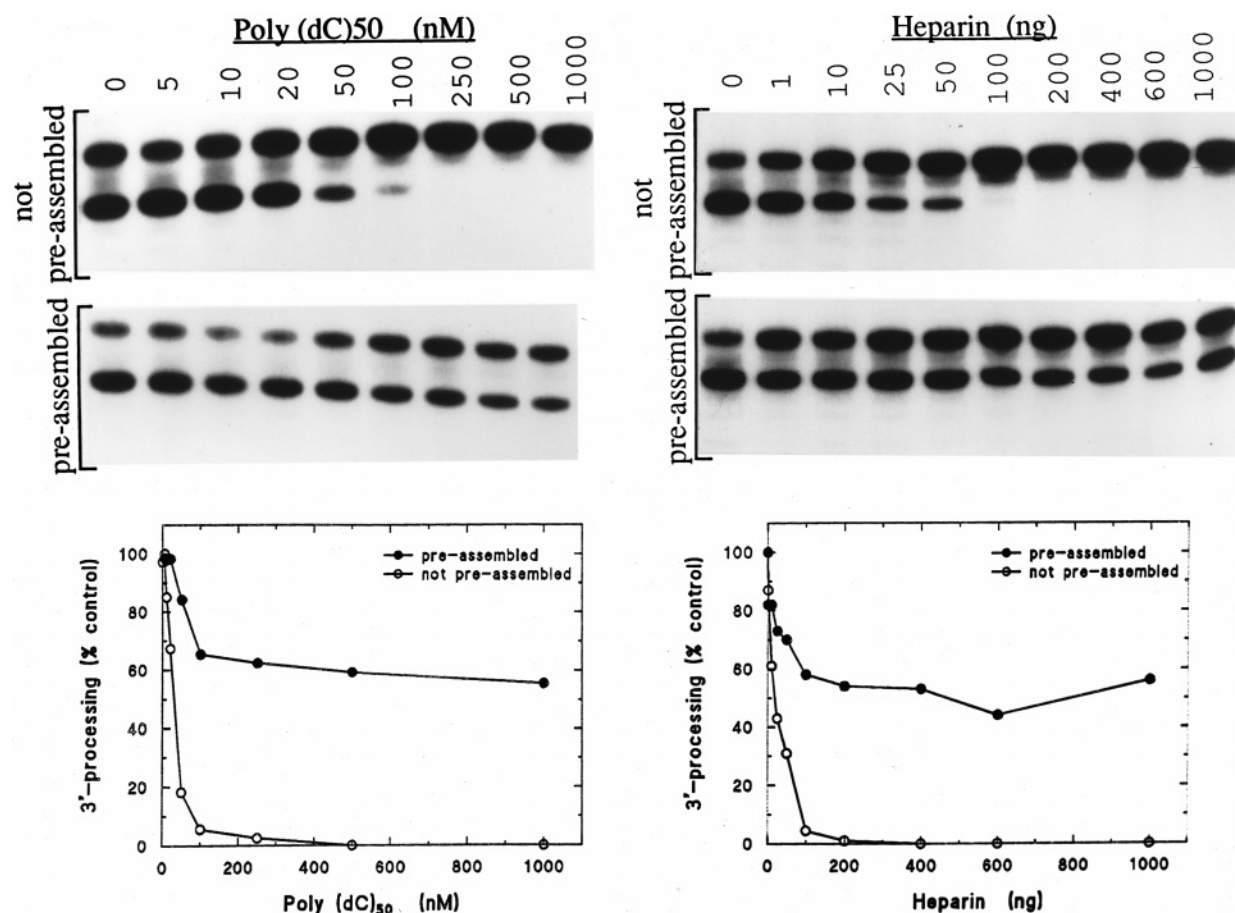 Poly (dC)50 (nM)
0 5 10 20 50 100 250 500 1000
not
pre-assembled
pre-assembled
Heparin (ng)
0 1 10 25 50 100 200 400 600 1000
not
pre-assembled
pre-assembled
3'-processing (% control)
100
80
60
40
20
0
pre-assembled
not pre-assembled
0 200 400 600 800 1000
Poly (dC)50 (nM)
3'-processing (% control)
100
80
60
40
20
0
pre-assembled
not pre-assembled
0 200 400 600 800 1000
Heparin (ng)